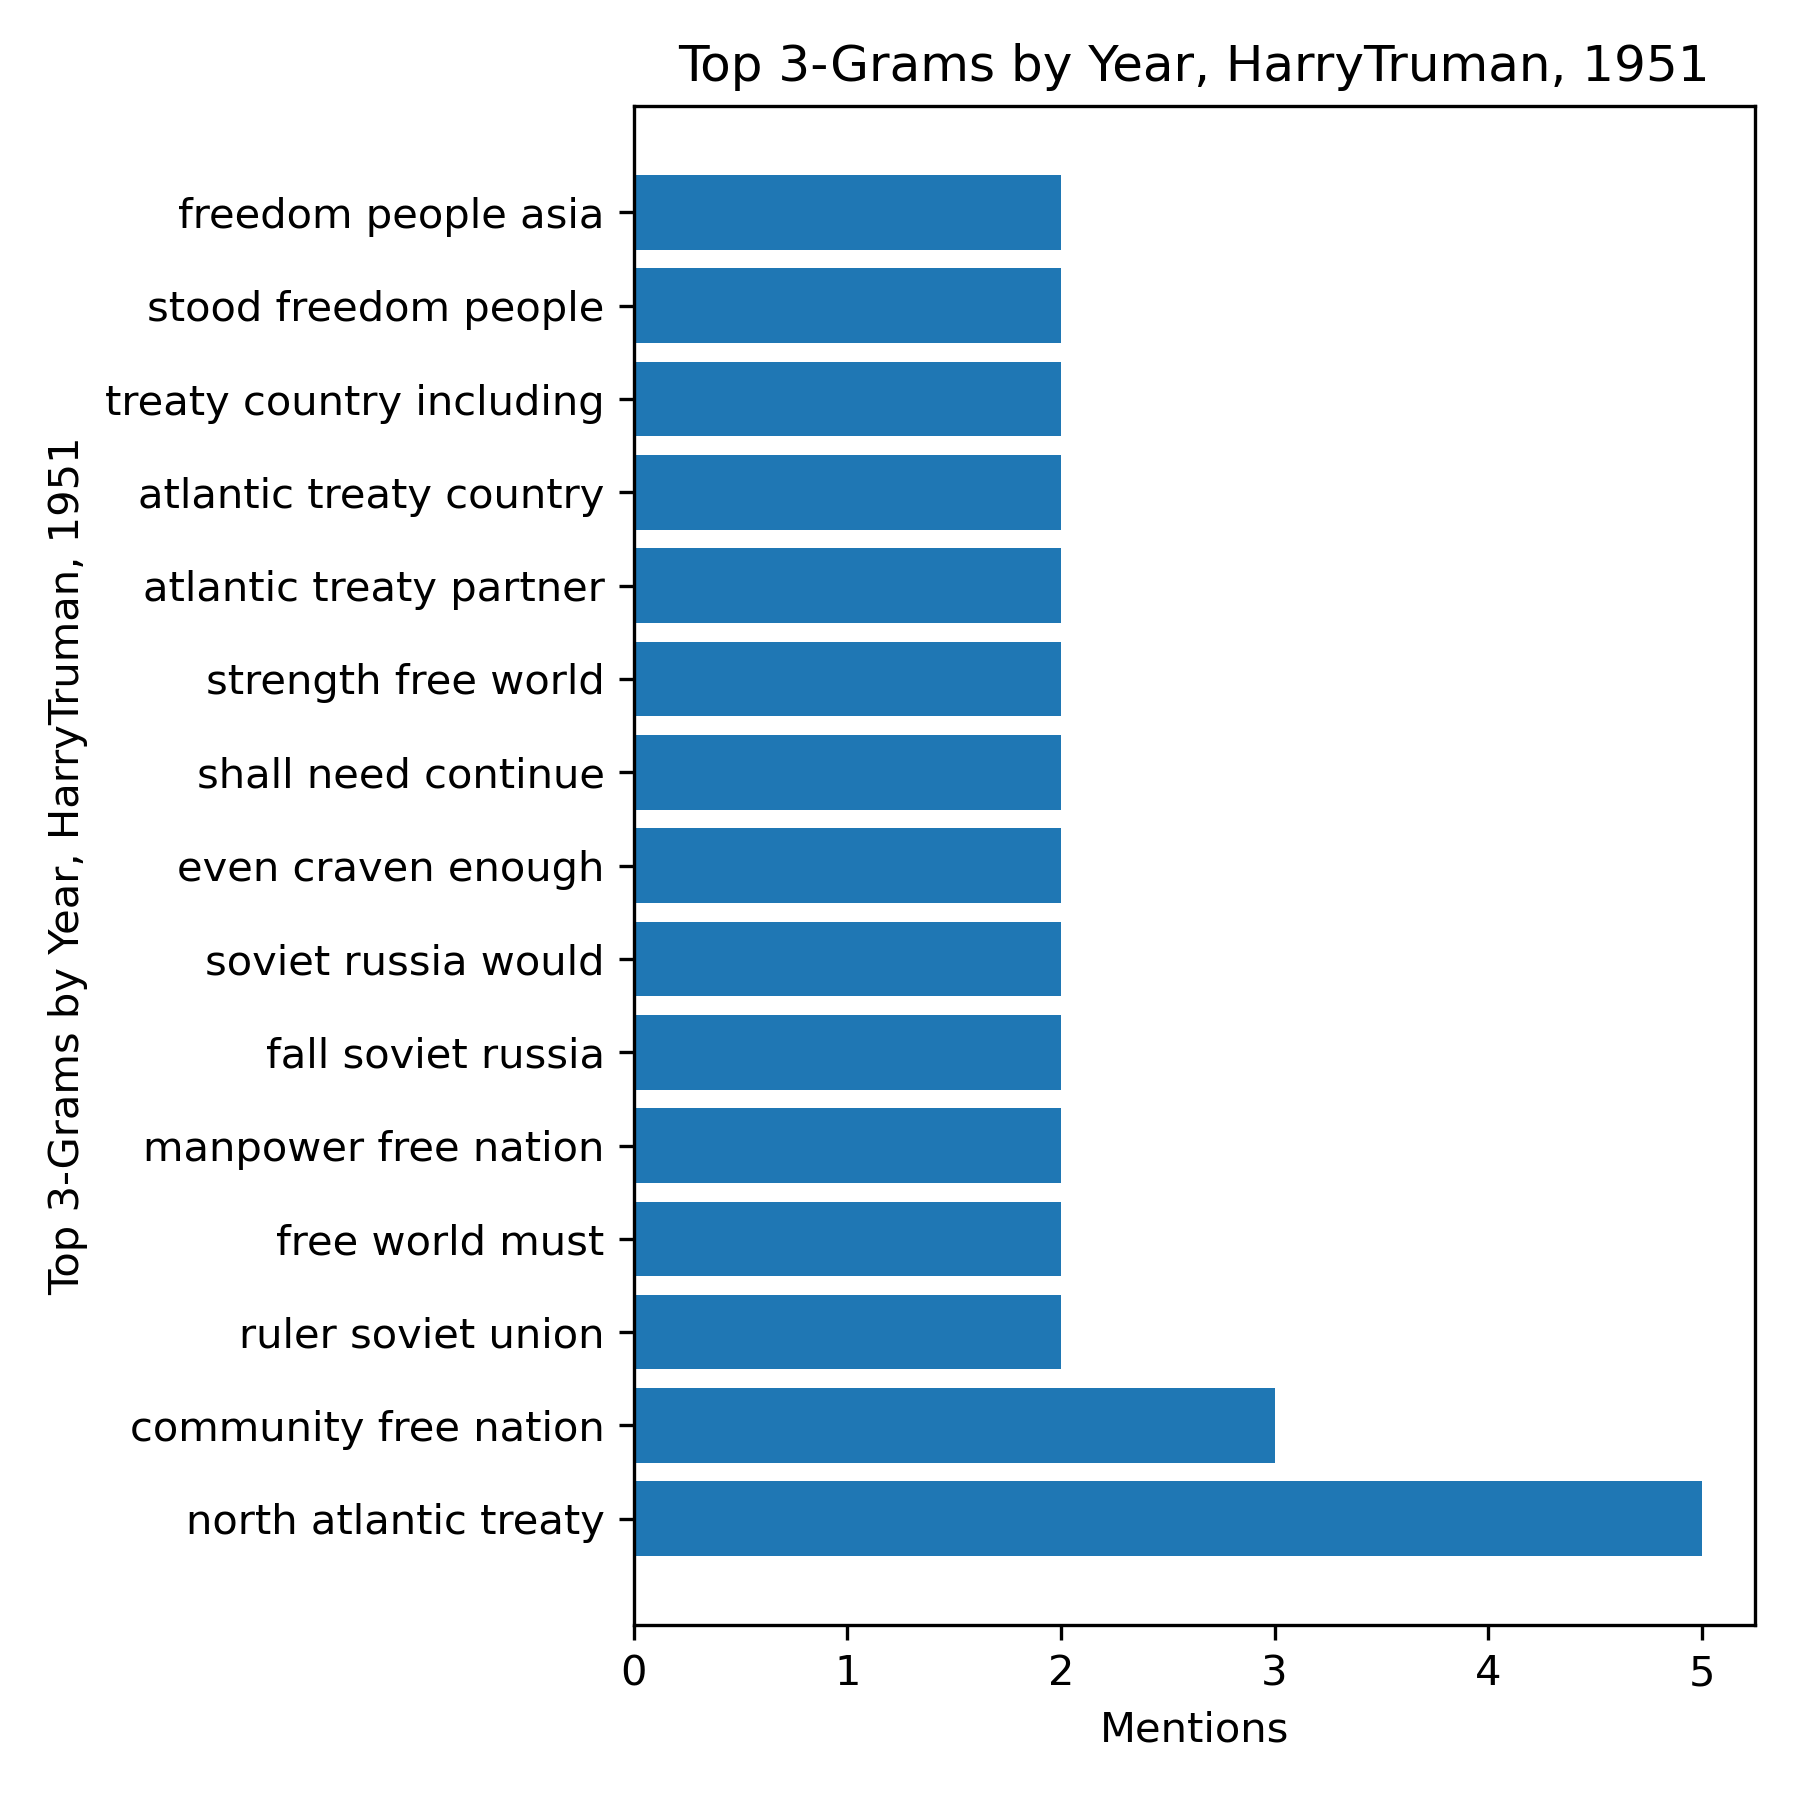 Top 3-Grams by Year, HarryTruman, 1951
Top 3-Grams by Year, HarryTruman, 1951
freedom people asia
stood freedom people
treaty country including
atlantic treaty country
atlantic treaty partner
strength free world
shall need continue
even craven enough
soviet russia would
fall soviet russia
manpower free nation
free world must
ruler soviet union
community free nation
north atlantic treaty
0 1 2 3 4 5
Mentions